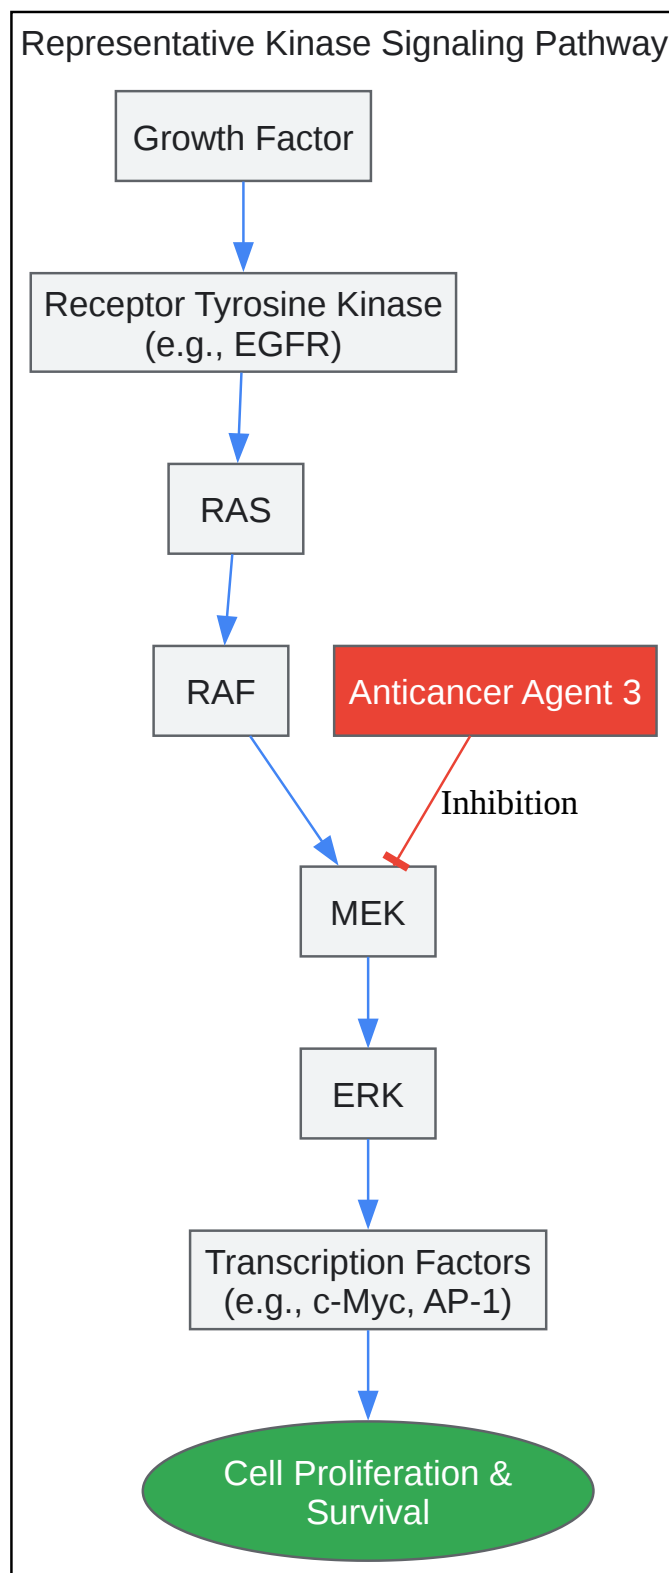 Representative Kinase Signaling Pathway
Growth Factor
Receptor Tyrosine Kinase
(e.g., EGFR)
RAS
RAF
Anticancer Agent 3
Inhibition
MEK
ERK
Transcription Factors
(e.g., c-Myc, AP-1)
Cell Proliferation &
Survival